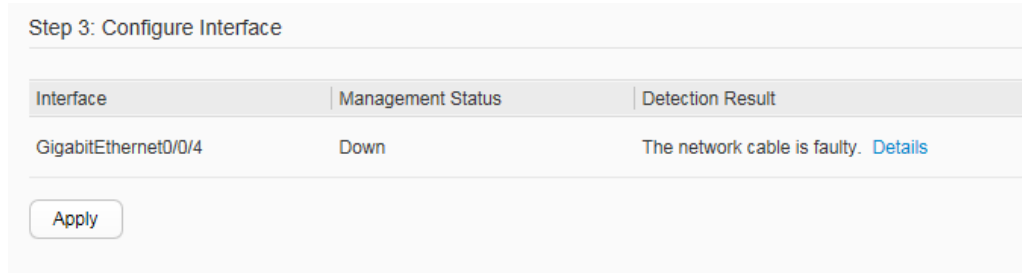 Step 3: Configure Interface
Interface Management Status Detection Result
GigabitEthernet0/0/4 Down The network cable is faulty. Details
Apply